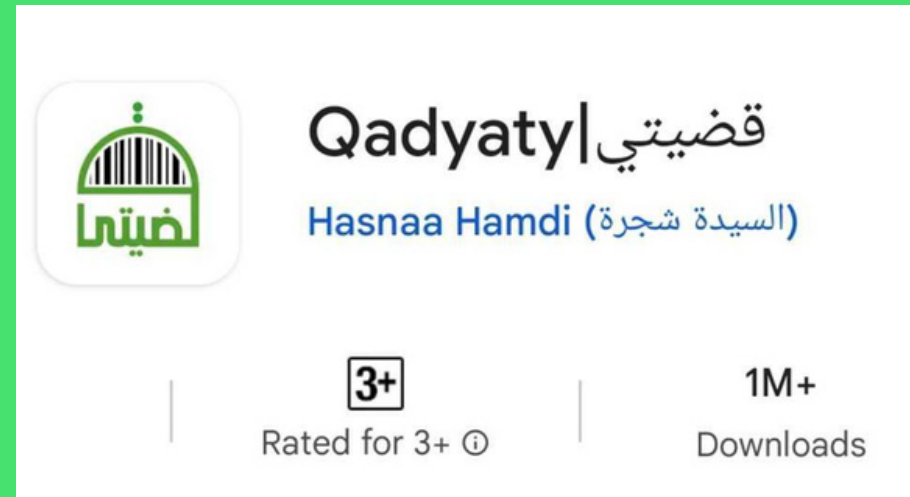 Qadyaty|قضيتي
Hasnaa Hamdi (السيدة شجرة)
قضيتي
3+
1M+
Rated for 3+
Downloads